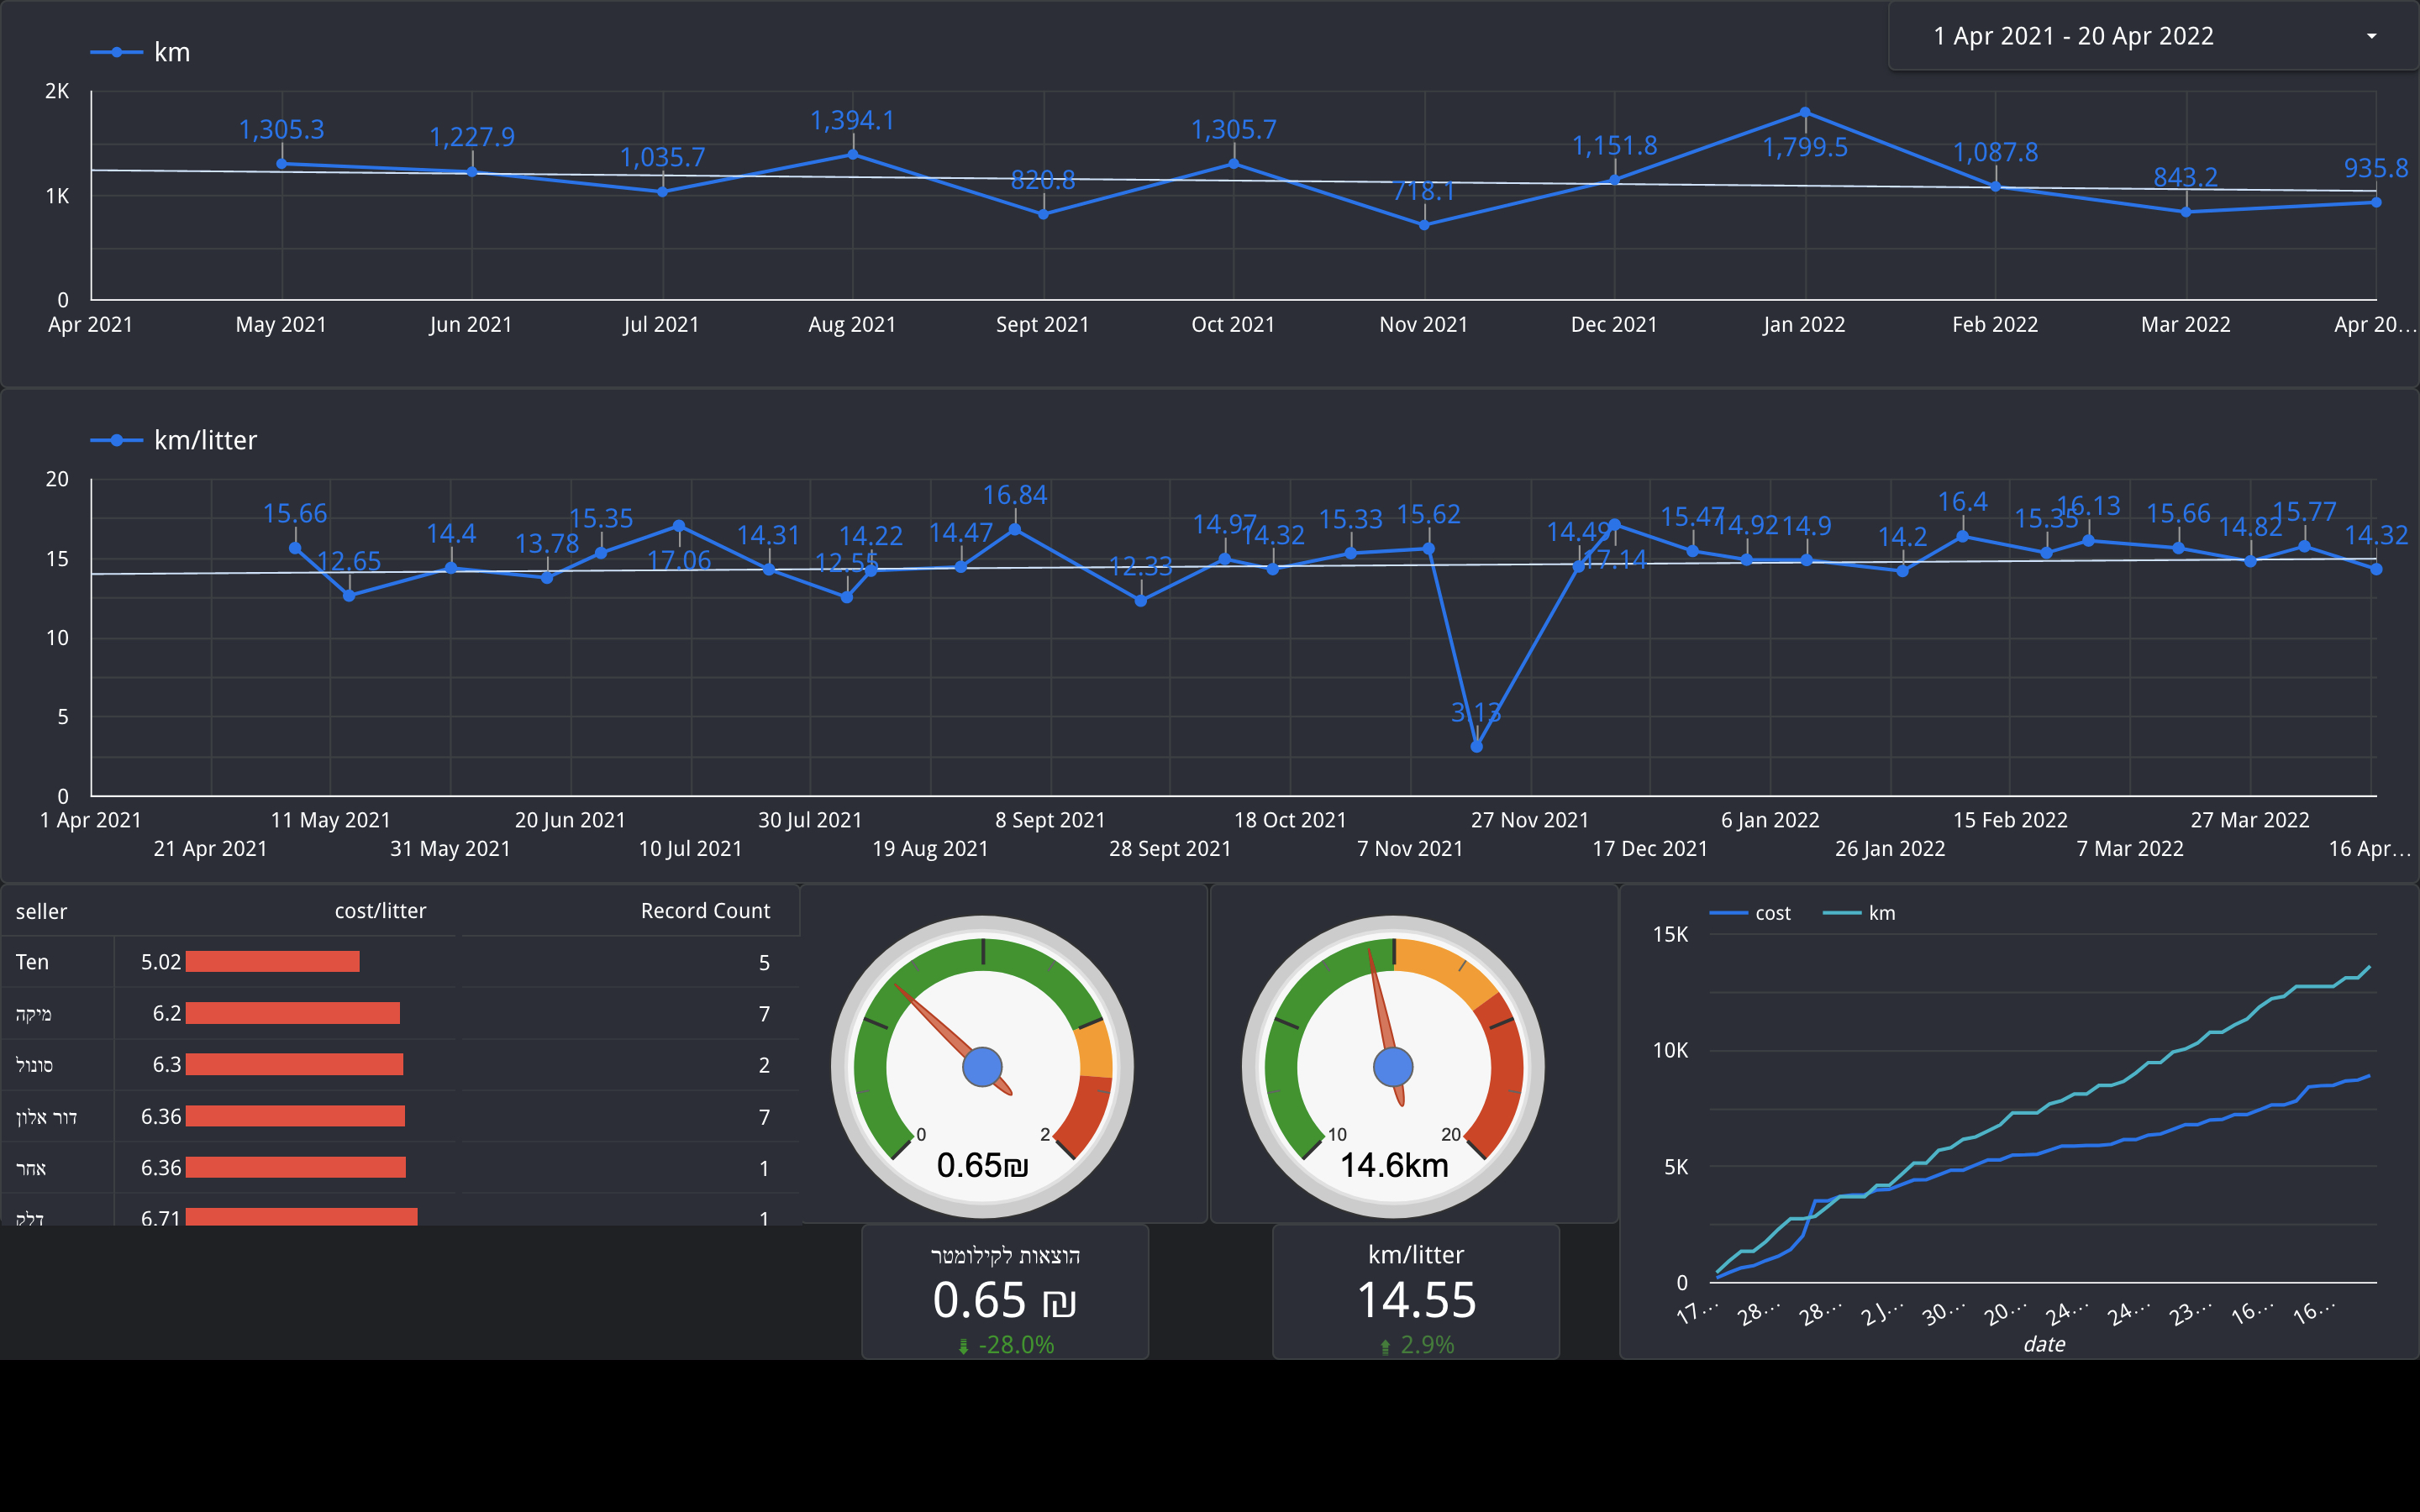 1 Apr 2021 - 20 Apr 2022
km
2K
1K
0
1,305.3
1,227.9
1,035.7
1,394.1
820.8
1,305.7
718.1
1,151.8
1,799.5
1,087.8
843.2
935.8
Apr 2021 May 2021 Jun 2021 Jul 2021 Aug 2021 Sept 2021 Oct 2021 Nov 2021 Dec 2021 Jan 2022 Feb 2022 Mar 2022 Apr 20...
km/litter
20
15
10
5
0
15.66
12.65
14.4
13.78
15.35
17.06
14.31
12.55
14.22
14.47
16.84
12.33
14.97
14.32
15.33
15.62
3.13
14.49
17.14
15.47
14.92
14.9
14.2
16.4
15.35
16.13
15.66
14.82
15.77
14.32
1 Apr 2021 11 May 2021 20 Jun 2021 30 Jul 2021 8 Sept 2021 18 Oct 2021 27 Nov 2021 6 Jan 2022 15 Feb 2022 27 Mar 2022
21 Apr 2021 31 May 2021 10 Jul 2021 19 Aug 2021 28 Sept 2021 7 Nov 2021 17 Dec 2021 26 Jan 2022 7 Mar 2022 16 Apr...
seller cost/litter Record Count
Ten 5.02 5
מיקה 6.2 7
סונול 6.3 2
דור אלון 6.36 7
אחר 6.36 1
דלק 6.71 1
0 2
0.65₪
10 20
14.6km
הוצאות לקילומטר
0.65 ₪
-28.0%
km/litter
14.55
2.9%
cost km
15K
10K
5K
0
17... 28... 28... 2 J... 30... 20... 24... 24... 23... 16... 16...
date